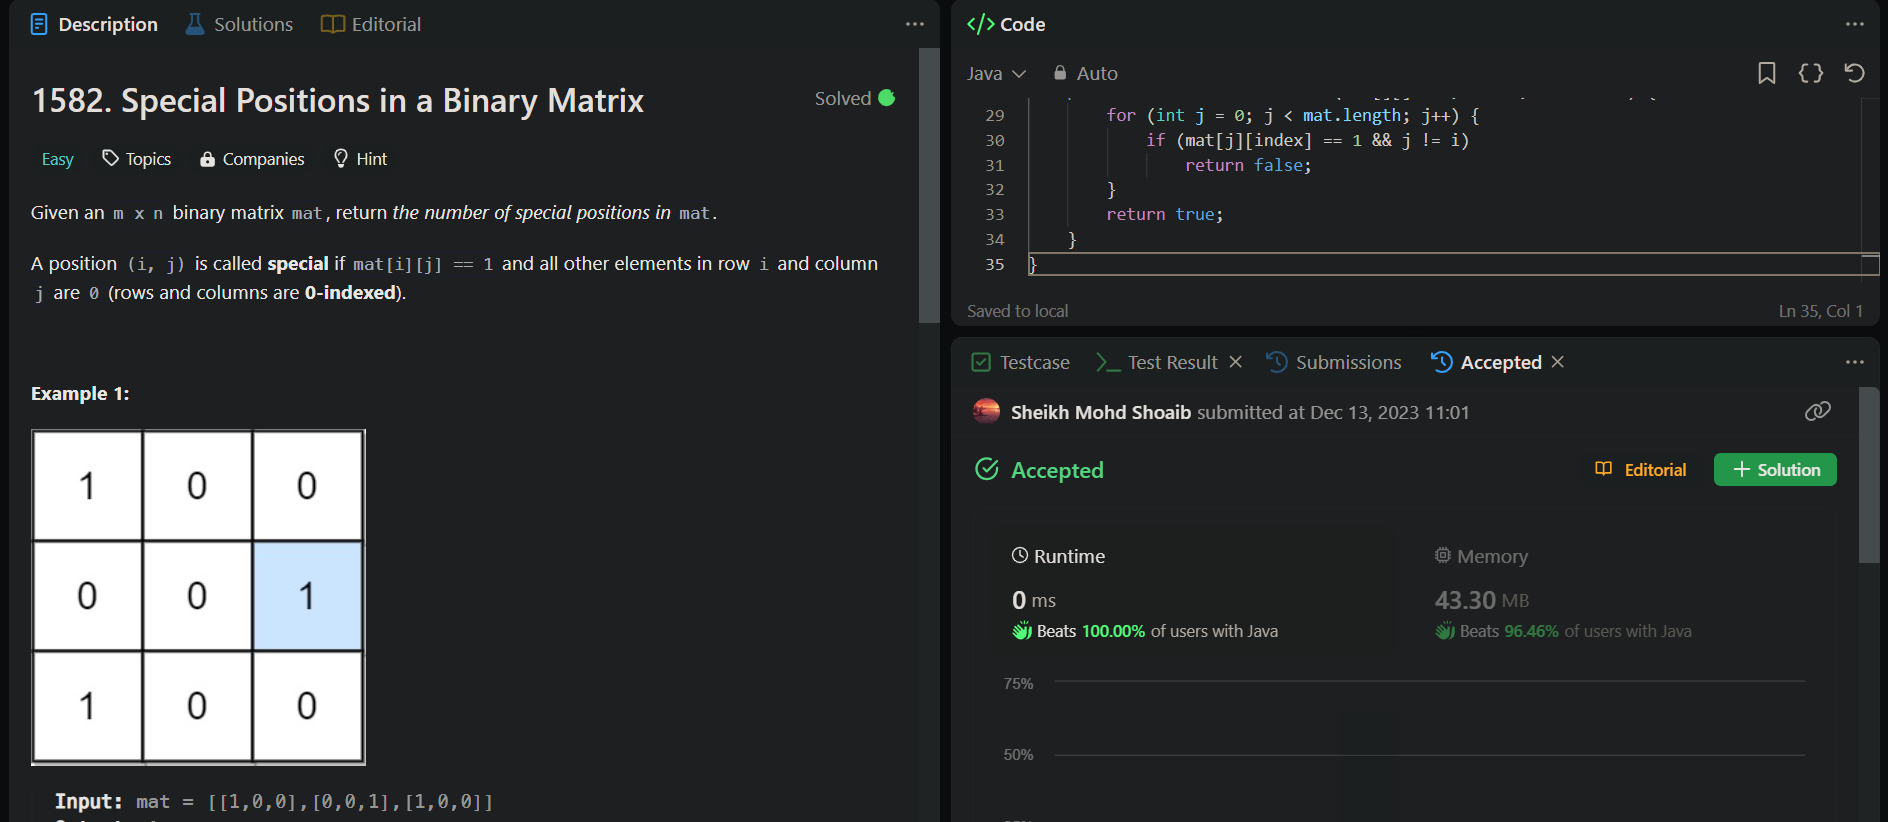 Description
Solutions
Editorial
1582. Special Positions in a Binary Matrix
Solved
Easy
Topics
Companies
Hint
Given an m x n binary matrix mat, return the number of special positions in mat.
A position (i, j) is called special if mat[i][j] == 1 and all other elements in row i and column
j are 0 (rows and columns are 0-indexed).
Example 1:
1 0 0
0 0 1
1 0 0
Input: mat = [[1,0,0],[0,0,1],[1,0,0]]
</> Code
Java
Auto
29 for (int j = 0; j < mat.length; j++) {
30 if (mat[j][index] == 1 && j != i)
31 return false;
32 }
33 return true;
34 }
35 }
Saved to local
Ln 35, Col 1
Testcase
Test Result
Submissions
Accepted
Sheikh Mohd Shoaib submitted at Dec 13, 2023 11:01
Accepted
Editorial
+ Solution
Runtime
0 ms
Beats 100.00% of users with Java
Memory
43.30 MB
Beats 96.46% of users with Java
75%
50%